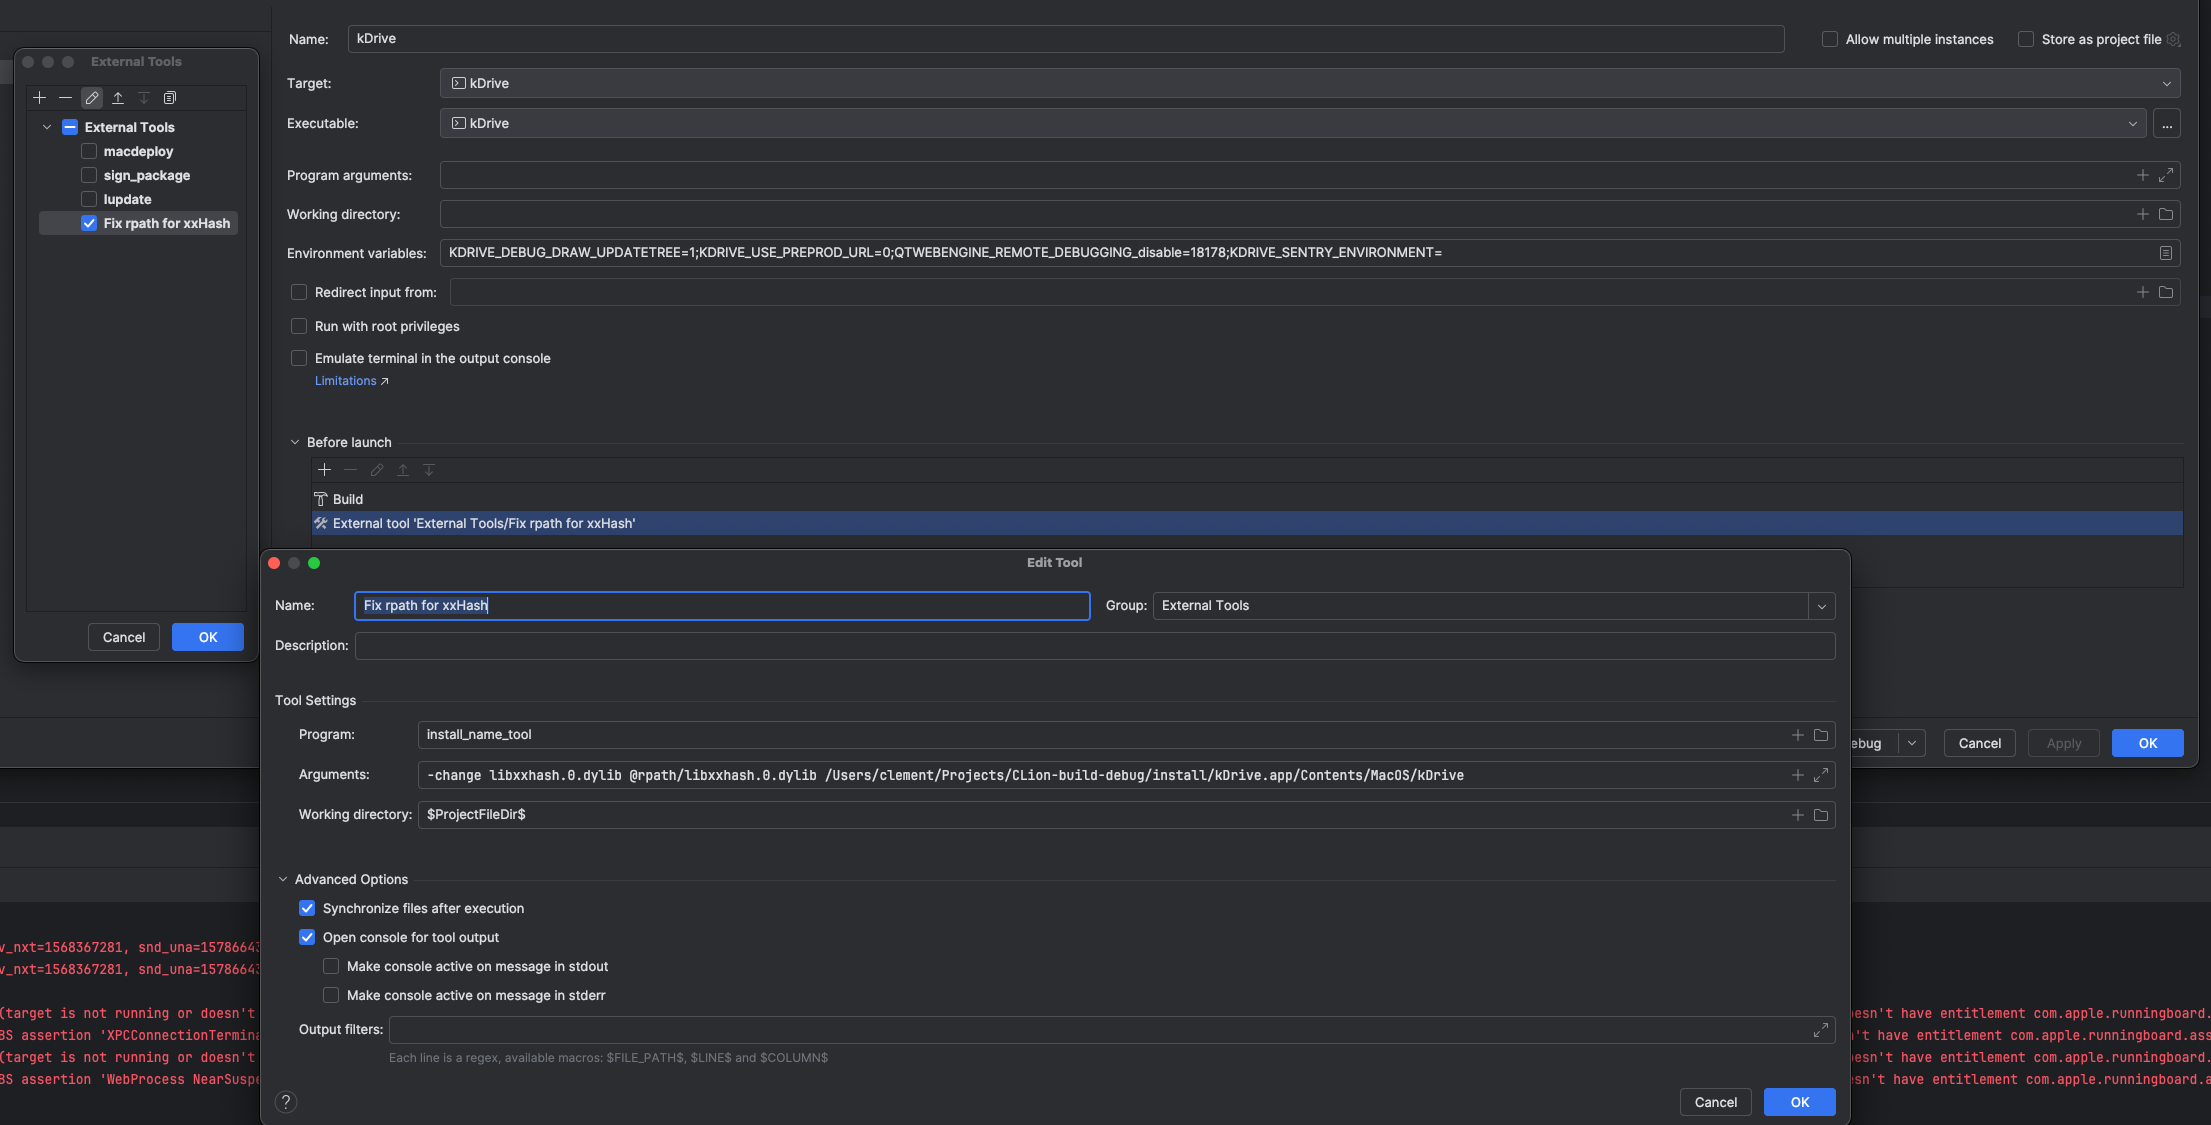 External Tools
External Tools
macdeploy
sign_package
lupdate
Fix rpath for xxHash
Cancel
OK
Name:
kDrive
Allow multiple instances
Store as project file
Target:
kDrive
Executable:
kDrive
...
Program arguments:
Working directory:
Environment variables:
KDRIVE_DEBUG_DRAW_UPDATETREE=1;KDRIVE_USE_PREPROD_URL=0;QTWEBENGINE_REMOTE_DEBUGGING_disable=18178;KDRIVE_SENTRY_ENVIRONMENT=
Redirect input from:
Run with root privileges
Emulate terminal in the output console
Limitations ↗
Before launch
Build
External tool 'External Tools/Fix rpath for xxHash'
ebug
Cancel
Apply
OK
Edit Tool
Name:
Fix rpath for xxHash
Group:
External Tools
Description:
Tool Settings
Program:
install_name_tool
Arguments:
-change libxxhash.0.dylib @rpath/libxxhash.0.dylib /Users/clement/Projects/CLion-build-debug/install/kDrive.app/Contents/MacOS/kDrive
Working directory:
$ProjectFileDir$
Advanced Options
Synchronize files after execution
Open console for tool output
Make console active on message in stdout
Make console active on message in stderr
Output filters:
Each line is a regex, available macros: $FILE_PATH$, $LINE$ and $COLUMN$
?
Cancel
OK
v_nxt=1568367281, snd_una=1578664
v_nxt=1568367281, snd_una=1578664
(target is not running or doesn't
BS assertion 'XPCConnectionTermina
(target is not running or doesn't
BS assertion 'WebProcess NearSuspe
esn't have entitlement com.apple.runningboard.
n't have entitlement com.apple.runningboard.ass
esn't have entitlement com.apple.runningboard.
sn't have entitlement com.apple.runningboard.a